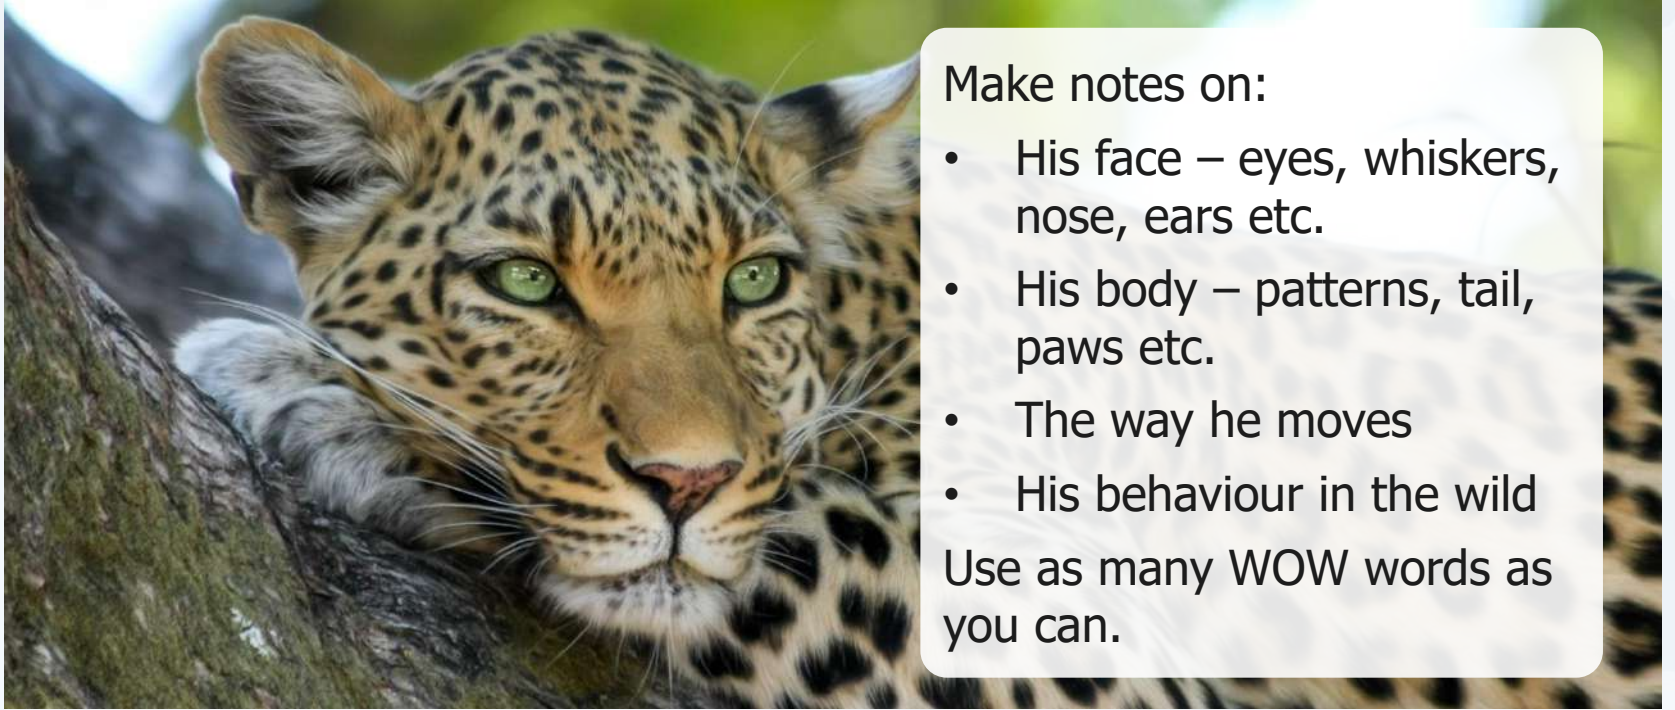 Make notes on:
• His face – eyes, whiskers,
nose, ears etc.
• His body – patterns, tail,
paws etc.
• The way he moves
• His behaviour in the wild
Use as many WOW words as
you can.